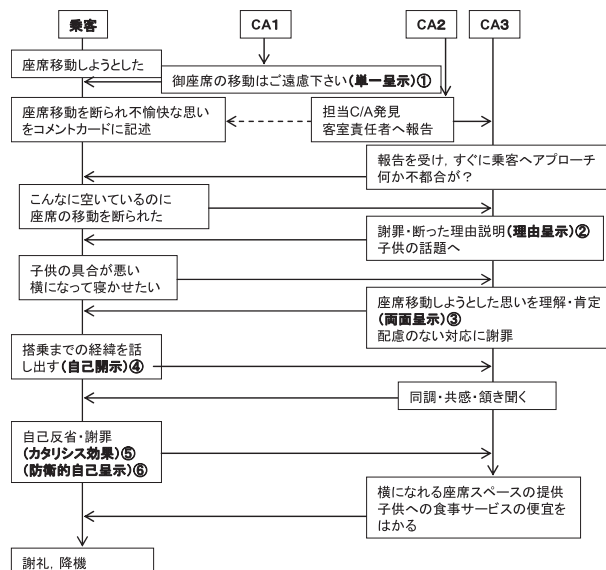 乗客
CA1
CA2
CA3
座席移動しようとした
御座席の移動はご遠慮下さい(単一呈示)①
座席移動を断られ不愉快な思い
をコメントカードに記述
担当C/A発見
客室責任者へ報告
報告を受け，すぐに乗客へアプローチ
何か不都合が？
こんなに空いているのに
座席の移動を断られた
謝罪・断った理由説明(理由呈示)②
子供の話題へ
子供の具合が悪い
横になって寝かせたい
座席移動しようとした思いを理解・肯定
(両面呈示)③
配慮のない対応に謝罪
搭乗までの経緯を話
し出す(自己開示)④
同調・共感・頷き聞く
自己反省・謝罪
(カタリシス効果)⑤
(防衛的自己呈示)⑥
横になれる座席スペースの提供
子供への食事サービスの便宜を
はかる
謝礼，降機